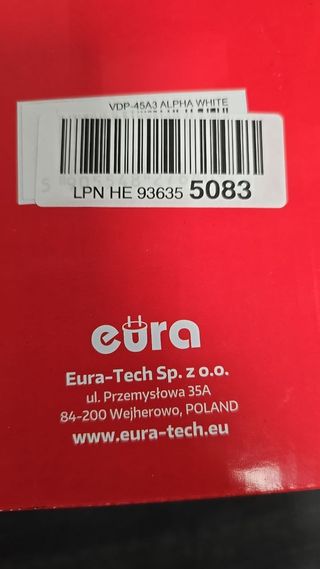 VDP-45A3 ALPHA WHITE
LPN HE 93635 5083
eura
Eura-Tech Sp. z o.o.
ul. Przemysłowa 35A
84-200 Wejherowo, POLAND
www.eura-tech.eu